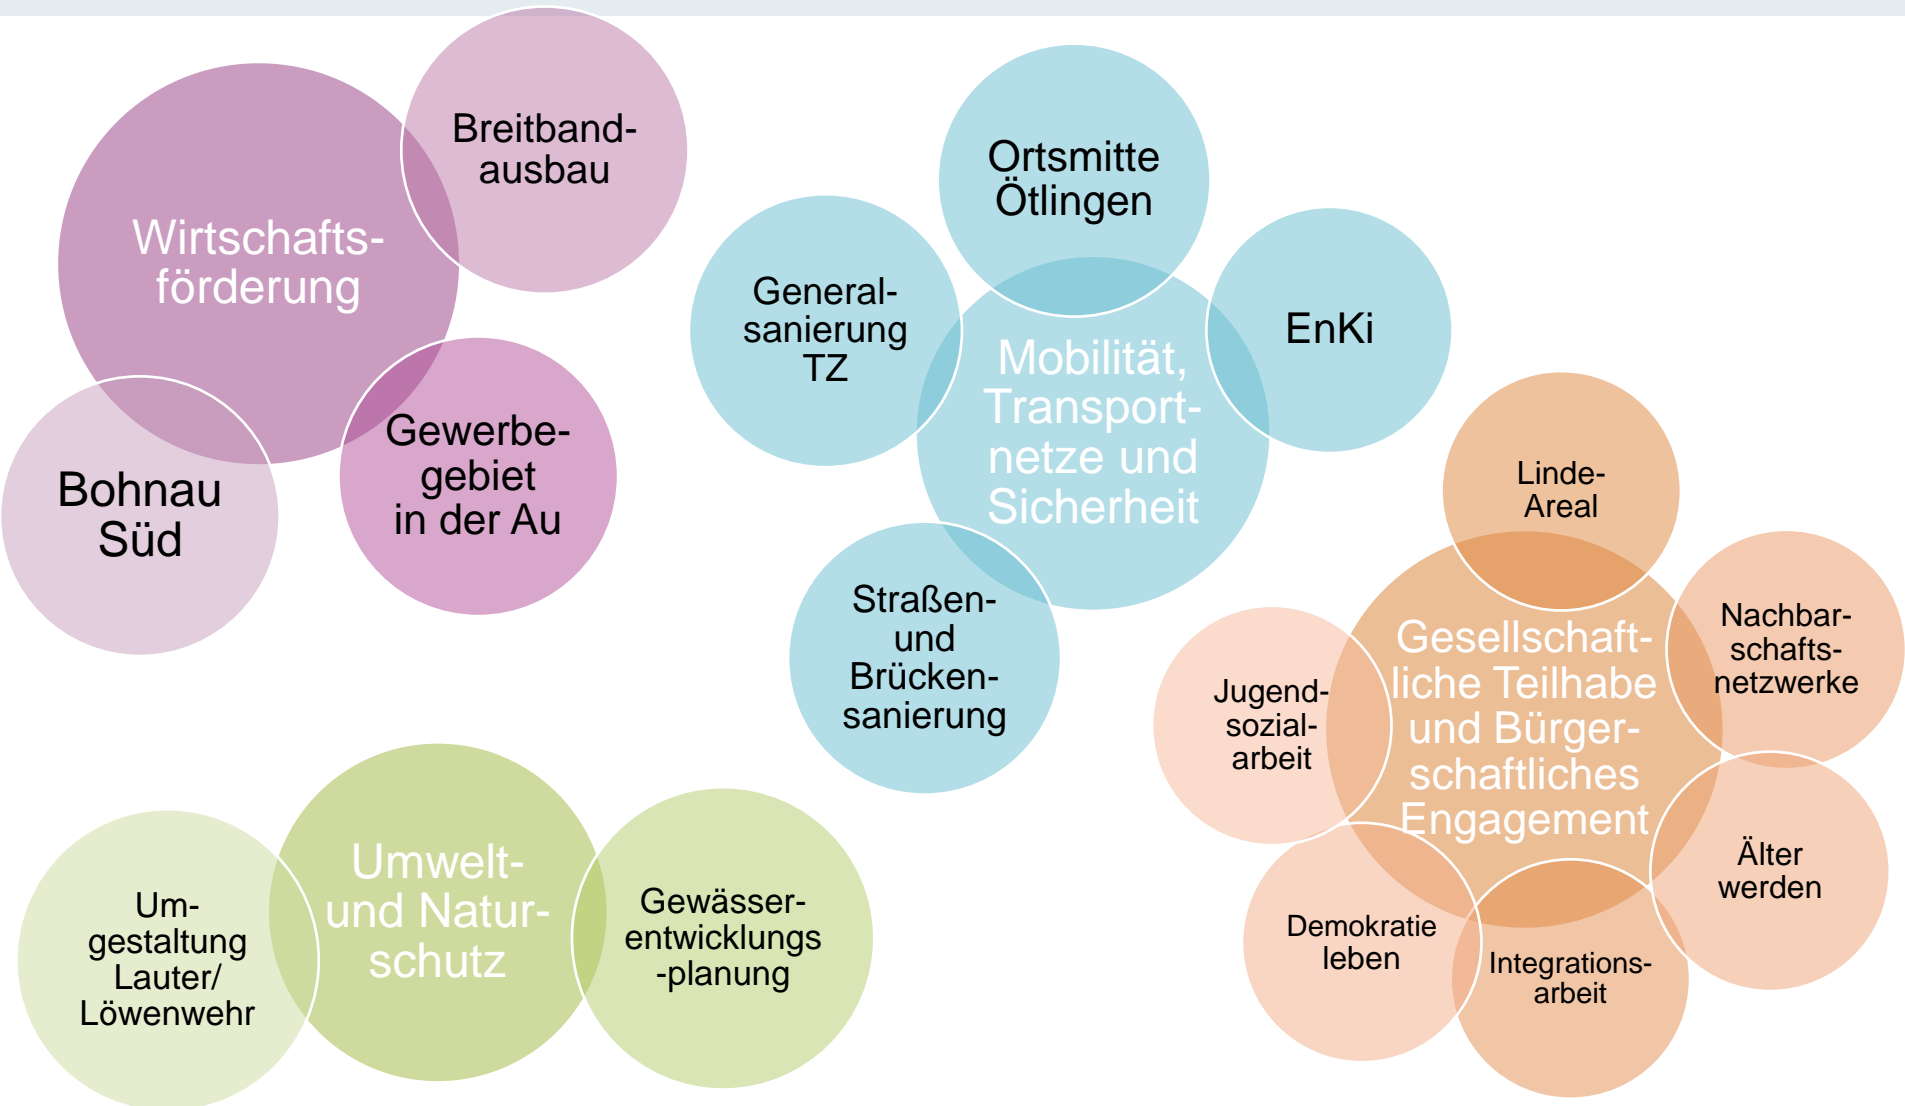 Wirtschafts-
förderung
Breitband-
ausbau
Gewerbe-
gebiet
in der Au
Bohnau
Süd
Mobilität,
Transport-
netze und
Sicherheit
Ortsmitte
Ötlingen
EnKi
General-
sanierung
TZ
Straßen-
und
Brücken-
sanierung
Umwelt-
und Natur-
schutz
Um-
gestaltung
Lauter/
Löwenwehr
Gewässer-
entwicklungs
-planung
Gesellschaft-
liche Teilhabe
und Bürger-
schaftliches
Engagement
Linde-
Areal
Nachbar-
schafts-
netzwerke
Älter
werden
Integrations-
arbeit
Demokratie
leben
Jugend-
sozial-
arbeit